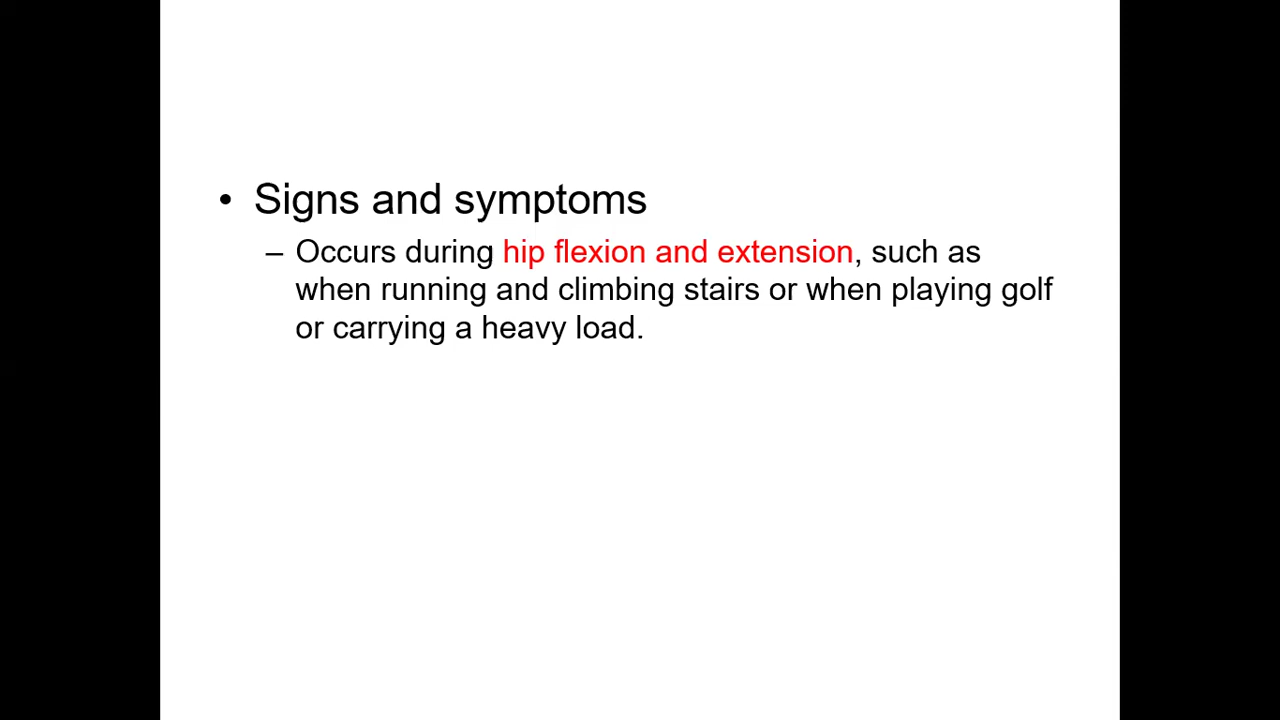 • Signs and symptoms
– Occurs during hip flexion and extension, such as
when running and climbing stairs or when playing golf
or carrying a heavy load.